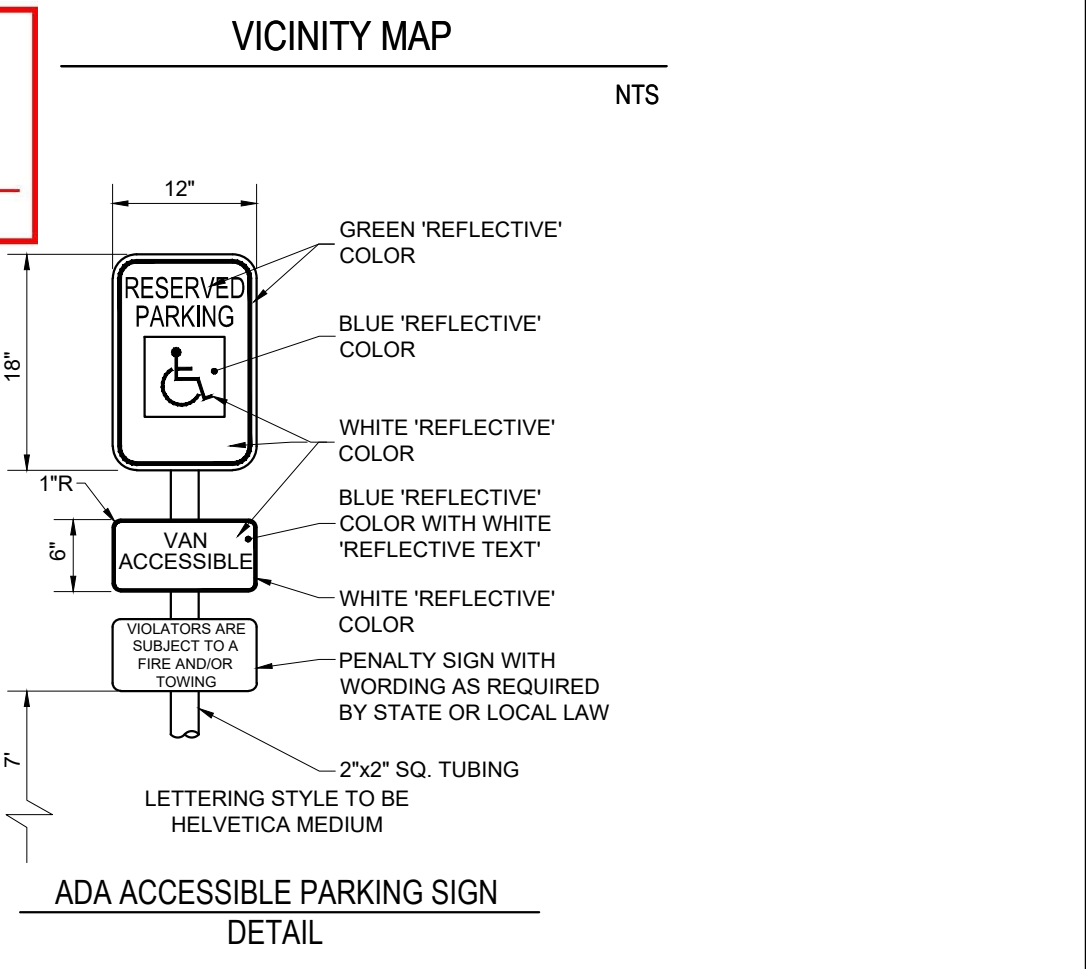 VICINITY MAP
NTS
12"
GREEN 'REFLECTIVE'
COLOR
RESERVED
PARKING
BLUE 'REFLECTIVE'
COLOR
18"
WHITE 'REFLECTIVE'
COLOR
1"R
BLUE 'REFLECTIVE'
COLOR WITH WHITE
'REFLECTIVE TEXT'
VAN
ACCESSIBLE
6"
WHITE 'REFLECTIVE'
COLOR
VIOLATORS ARE
SUBJECT TO A
FIRE AND/OR
TOWING
PENALTY SIGN WITH
WORDING AS REQUIRED
BY STATE OR LOCAL LAW
7'
2"x2" SQ. TUBING
LETTERING STYLE TO BE
HELVETICA MEDIUM
ADA ACCESSIBLE PARKING SIGN
DETAIL